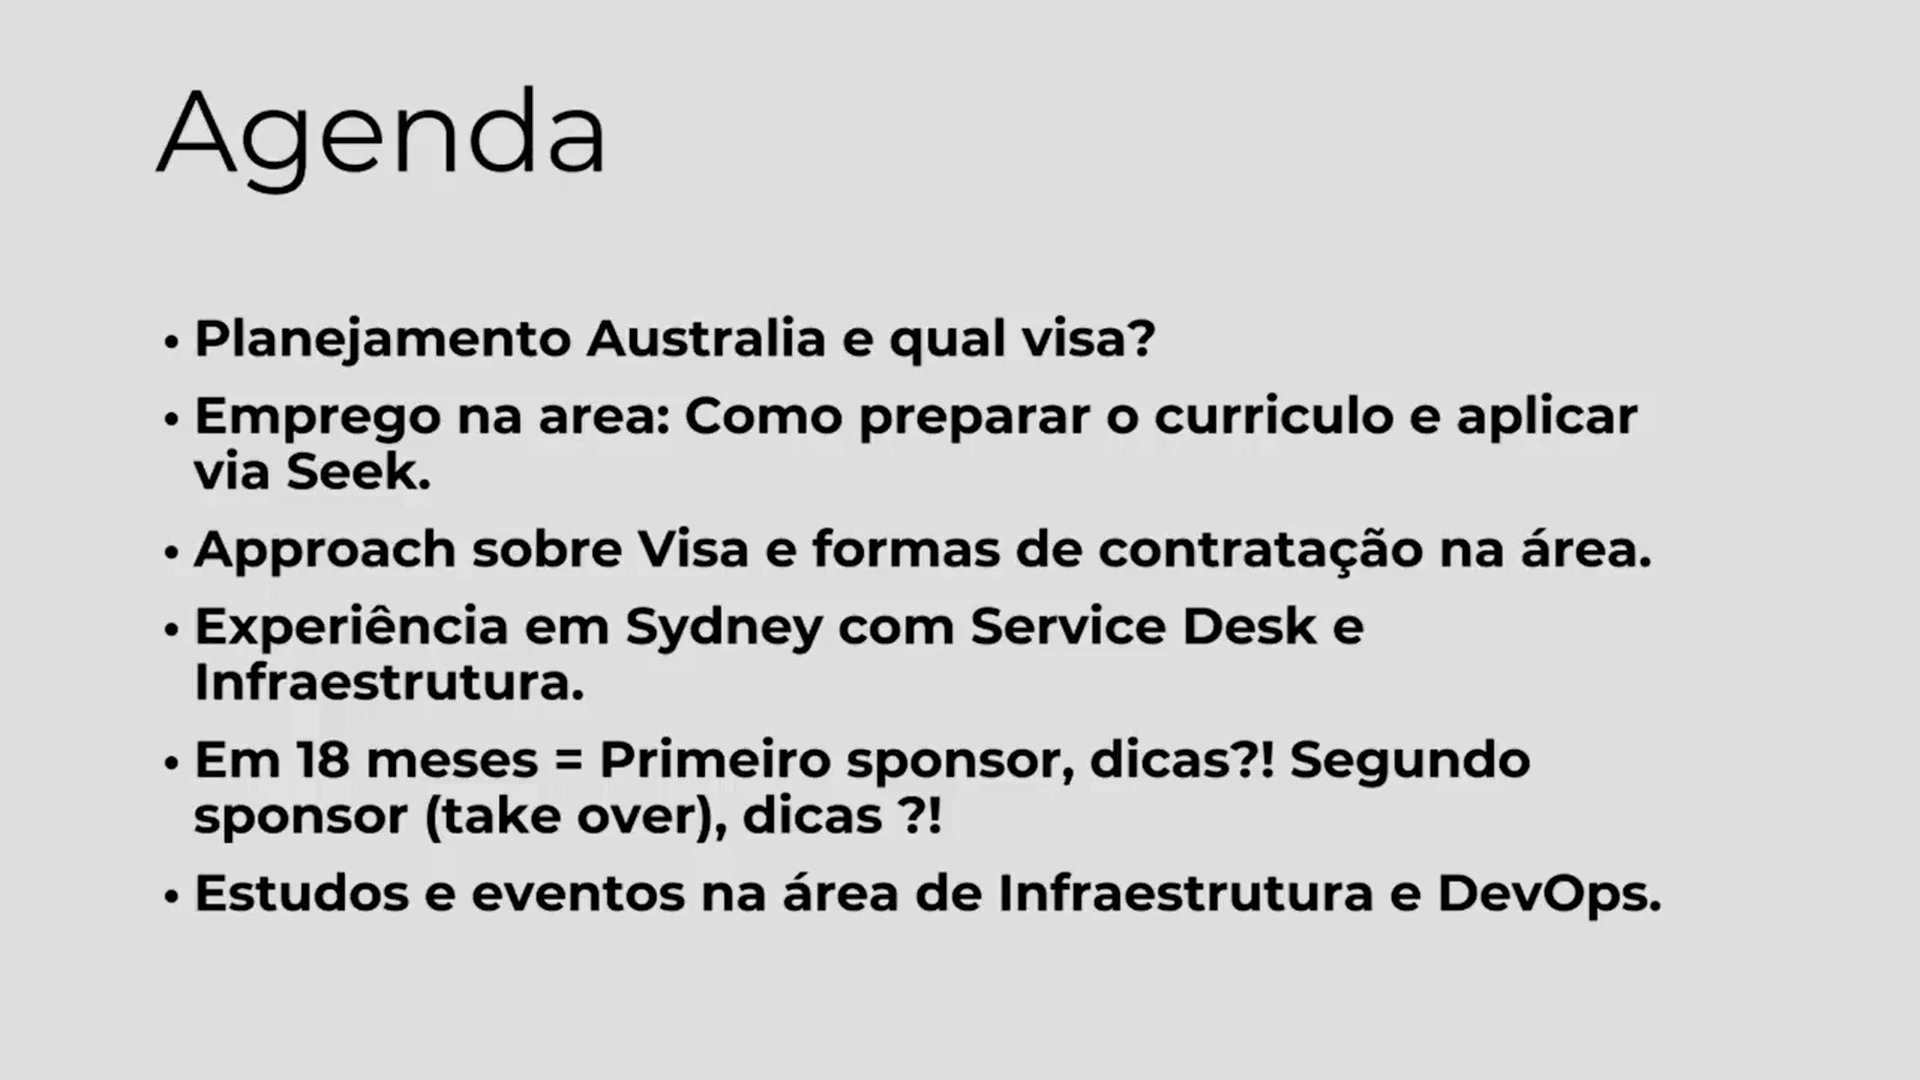 Agenda
• Planejamento Australia e qual visa?
• Emprego na area: Como preparar o curriculo e aplicar
via Seek.
• Approach sobre Visa e formas de contratação na área.
• Experiência em Sydney com Service Desk e
Infraestrutura.
• Em 18 meses = Primeiro sponsor, dicas?! Segundo
sponsor (take over), dicas ?!
• Estudos e eventos na área de Infraestrutura e DevOps.